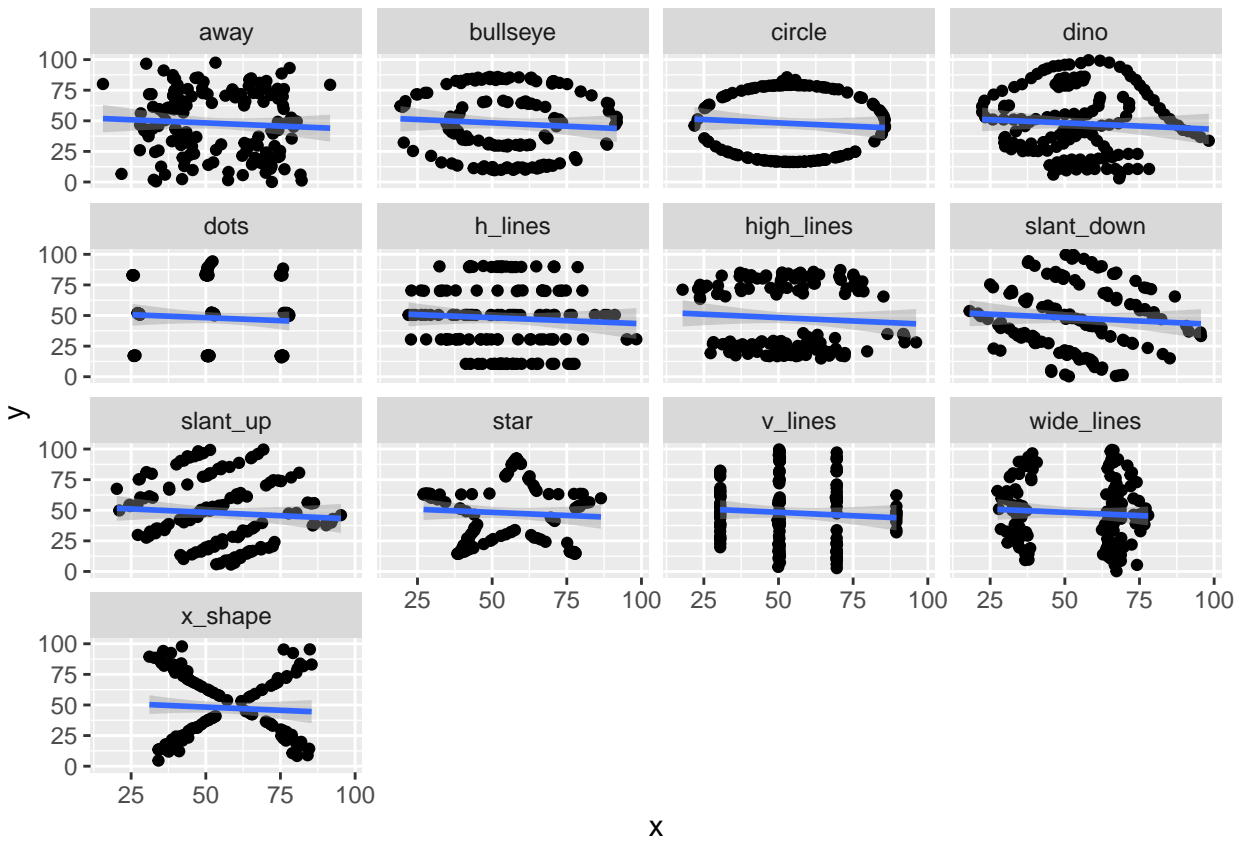 away bullseye circle dino
100
75
50
25
0
dots h_lines high_lines slant_down
100
75
50
25
0
slant_up star v_lines wide_lines
100
75
50
25
0
25 50 75 100 25 50 75 100 25 50 75 100
x_shape
100
75
50
25
0
25 50 75 100
x
y